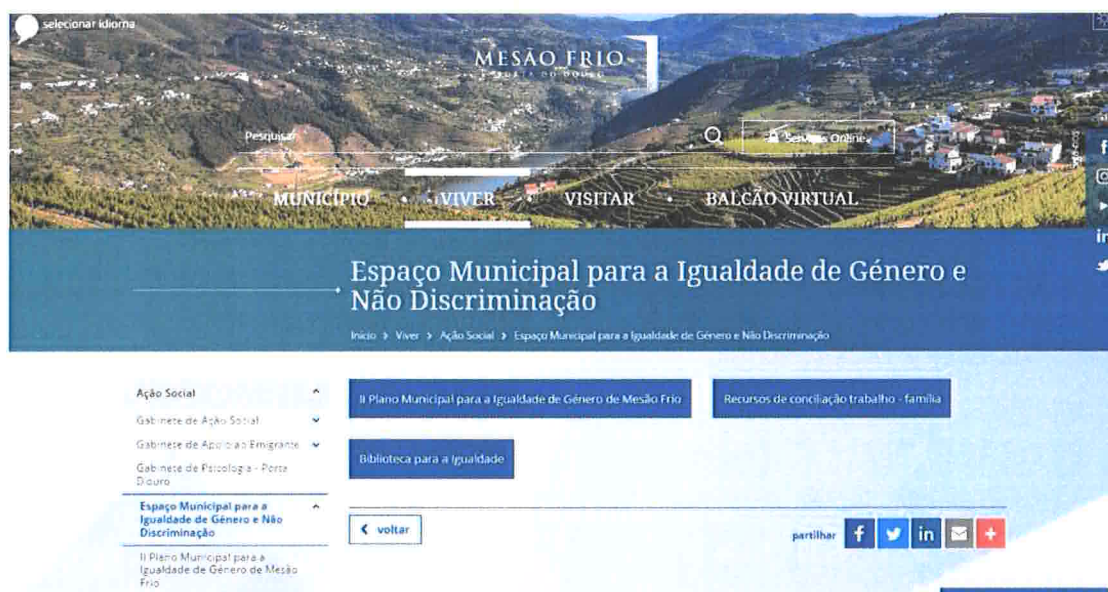 selecionar idioma
MESÃO FRIO
PORTA DO DOURO
Pesquisar
Serviços Online
MUNICÍPIO • VIVER • VISITAR • BALCÃO VIRTUAL
Espaço Municipal para a Igualdade de Género e
Não Discriminação
Início > Viver > Ação Social > Espaço Municipal para a Igualdade de Género e Não Discriminação
Ação Social
Gabinete de Ação Social
Gabinete de Apoio ao Emigrante
Gabinete de Psicologia - Porta
D'ouro
Espaço Municipal para a
Igualdade de Género e Não
Discriminação
II Plano Municipal para a
Igualdade de Género de Mesão
Frio
II Plano Municipal para a Igualdade de Género de Mesão Frio
Recursos de conciliação trabalho - família
Biblioteca para a Igualdade
voltar
partilhar